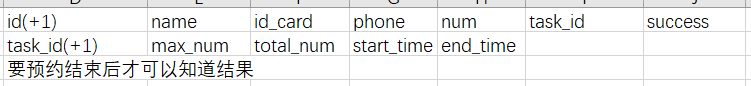 id(+1) name id_card phone num task_id success
task_id(+1) max_num total_num start_time end_time
要预约结束后才可以知道结果